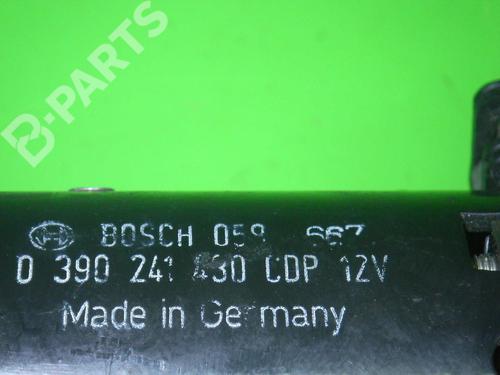 B-PARTS
BOSCH 059 667
0 390 241 430 CDP 12V
Made in Germany